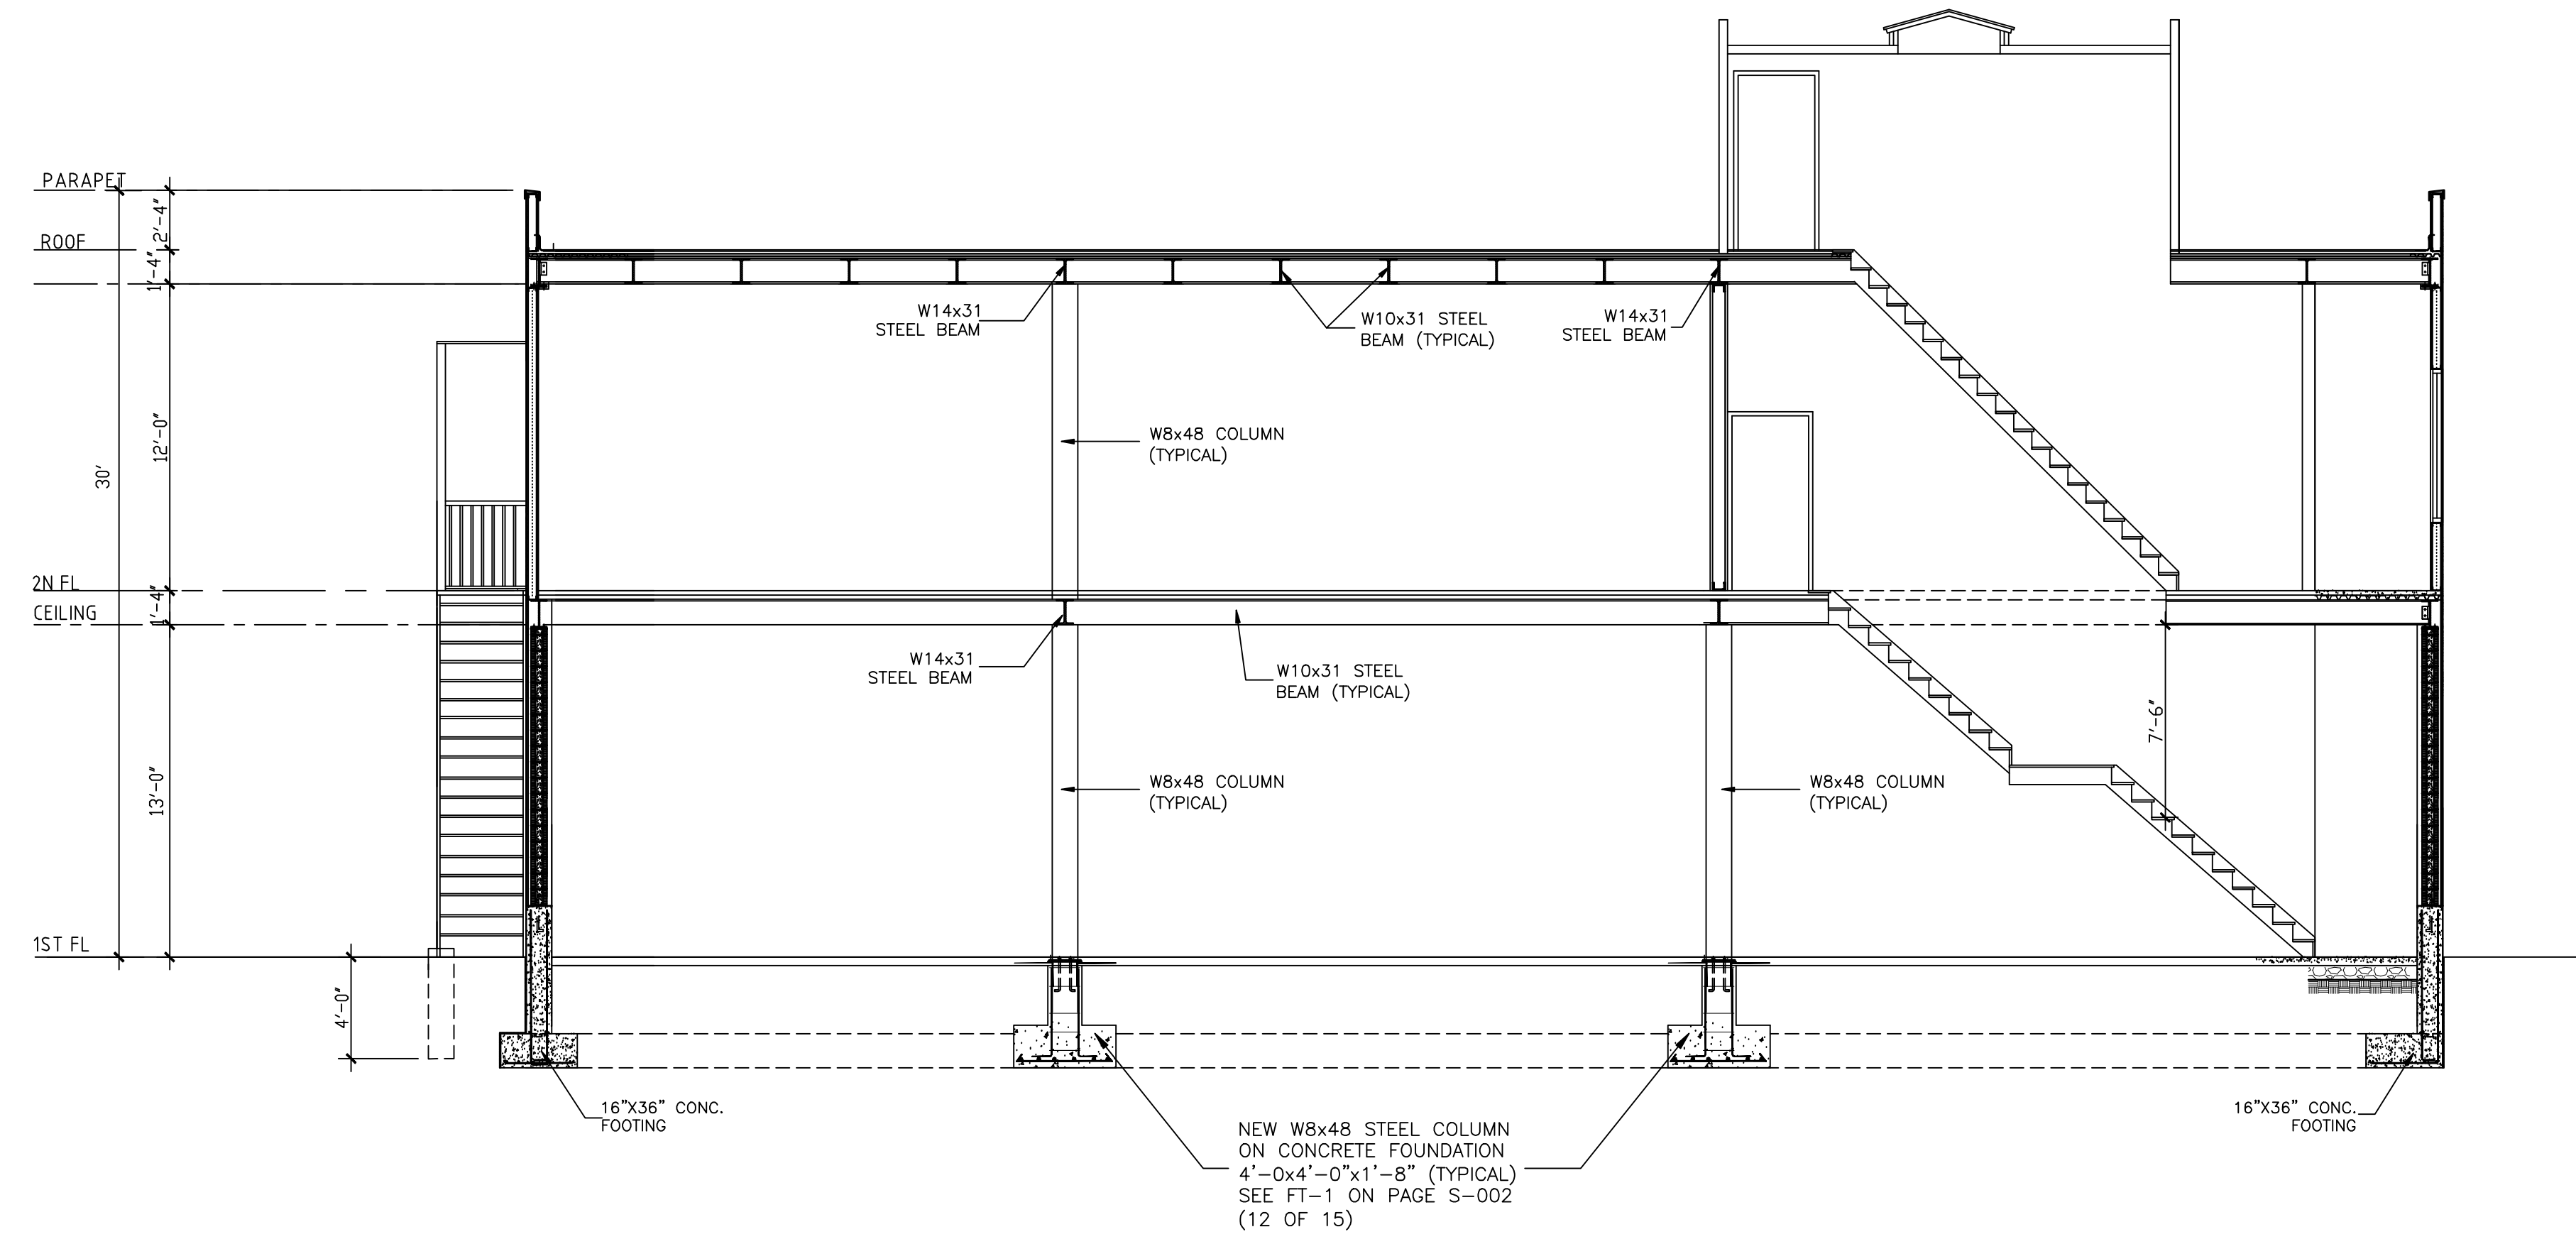 PARAPET
2'-4"
ROOF
1'-4"
W14x31
STEEL BEAM
W10x31 STEEL
BEAM (TYPICAL)
W14x31
STEEL BEAM
30'
12'-0"
W8x48 COLUMN
(TYPICAL)
2N FL
CEILING
1'-4"
W14x31
STEEL BEAM
W10x31 STEEL
BEAM (TYPICAL)
7'-6"
13'-0"
W8x48 COLUMN
(TYPICAL)
W8x48 COLUMN
(TYPICAL)
1ST FL
4'-0"
16"X36" CONC.
FOOTING
16"X36" CONC.
FOOTING
NEW W8x48 STEEL COLUMN
ON CONCRETE FOUNDATION
4'-0x4'-0"x1'-8" (TYPICAL)
SEE FT-1 ON PAGE S-002
(12 OF 15)